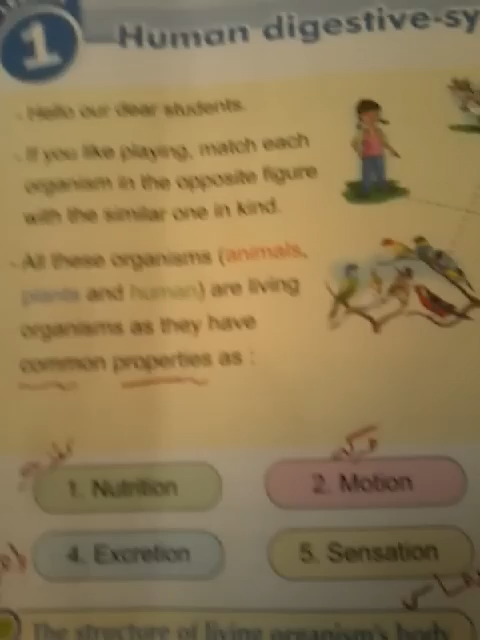 1
Human digestive-sy
- Hello our dear students.
- If you like playing, match each
organism in the opposite figure
with the similar one in kind.
- All these organisms (animals,
plants and human) are living
organisms as they have
common properties as :
1. Nutrition
2. Motion
4. Excretion
5. Sensation
The structure of living organism's body